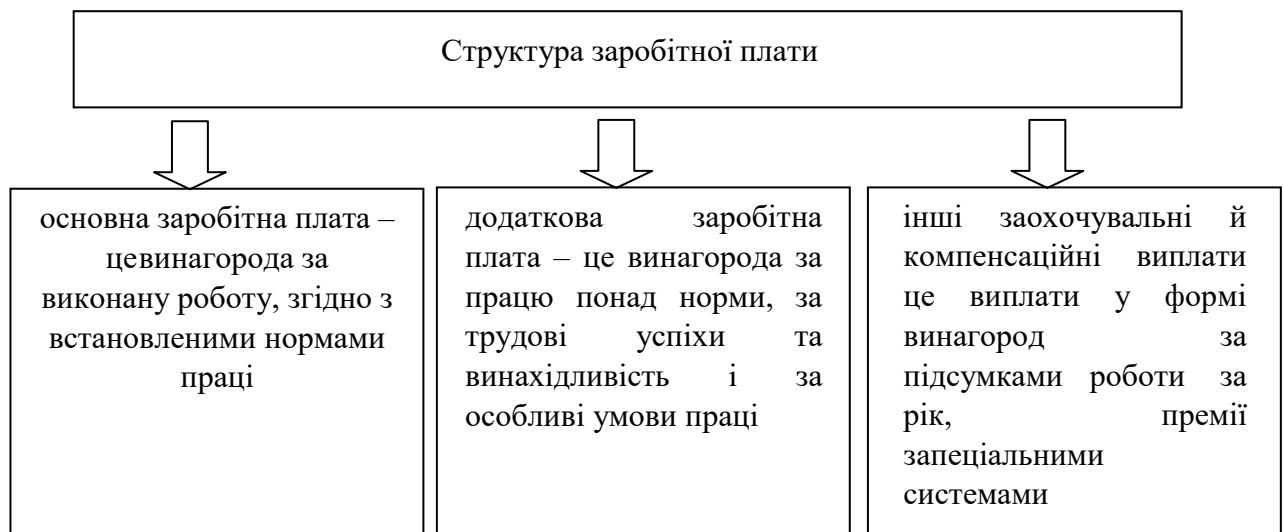 Структура заробітної плати
основна заробітна плата –
цевинагорода за
виконану роботу, згідно з
встановленими нормами
праці
додаткова заробітна
плата – це винагорода за
працю понад норми, за
трудові успіхи та
винахідливість і за
особливі умови праці
інші заохочувальні й
компенсаційні виплати
це виплати у формі
винагород за
підсумками роботи за
рік, премії
запеціальними
системами